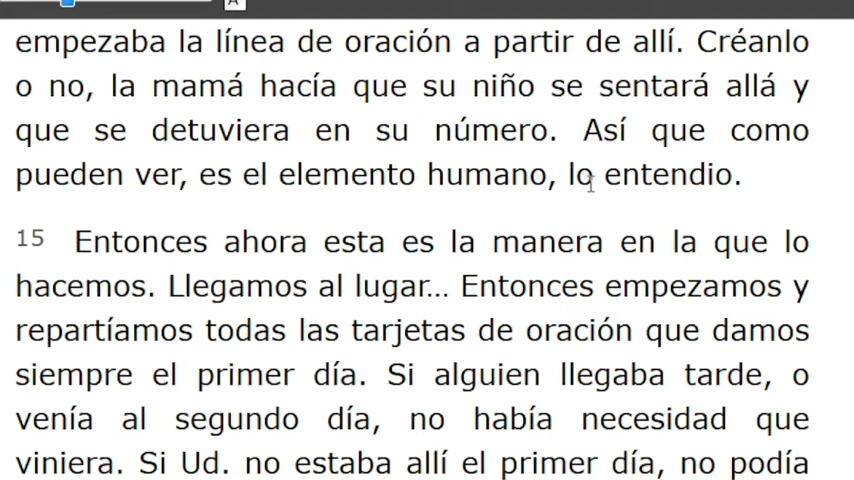 A
empezaba la línea de oración a partir de allí. Créanlo
o no, la mamá hacía que su niño se sentará allá y
que se detuviera en su número. Así que como
pueden ver, es el elemento humano, lo entendio.
15 Entonces ahora esta es la manera en la que lo
hacemos. Llegamos al lugar... Entonces empezamos y
repartíamos todas las tarjetas de oración que damos
siempre el primer día. Si alguien llegaba tarde, o
venía al segundo día, no había necesidad que
viniera. Si Ud. no estaba allí el primer día, no podía